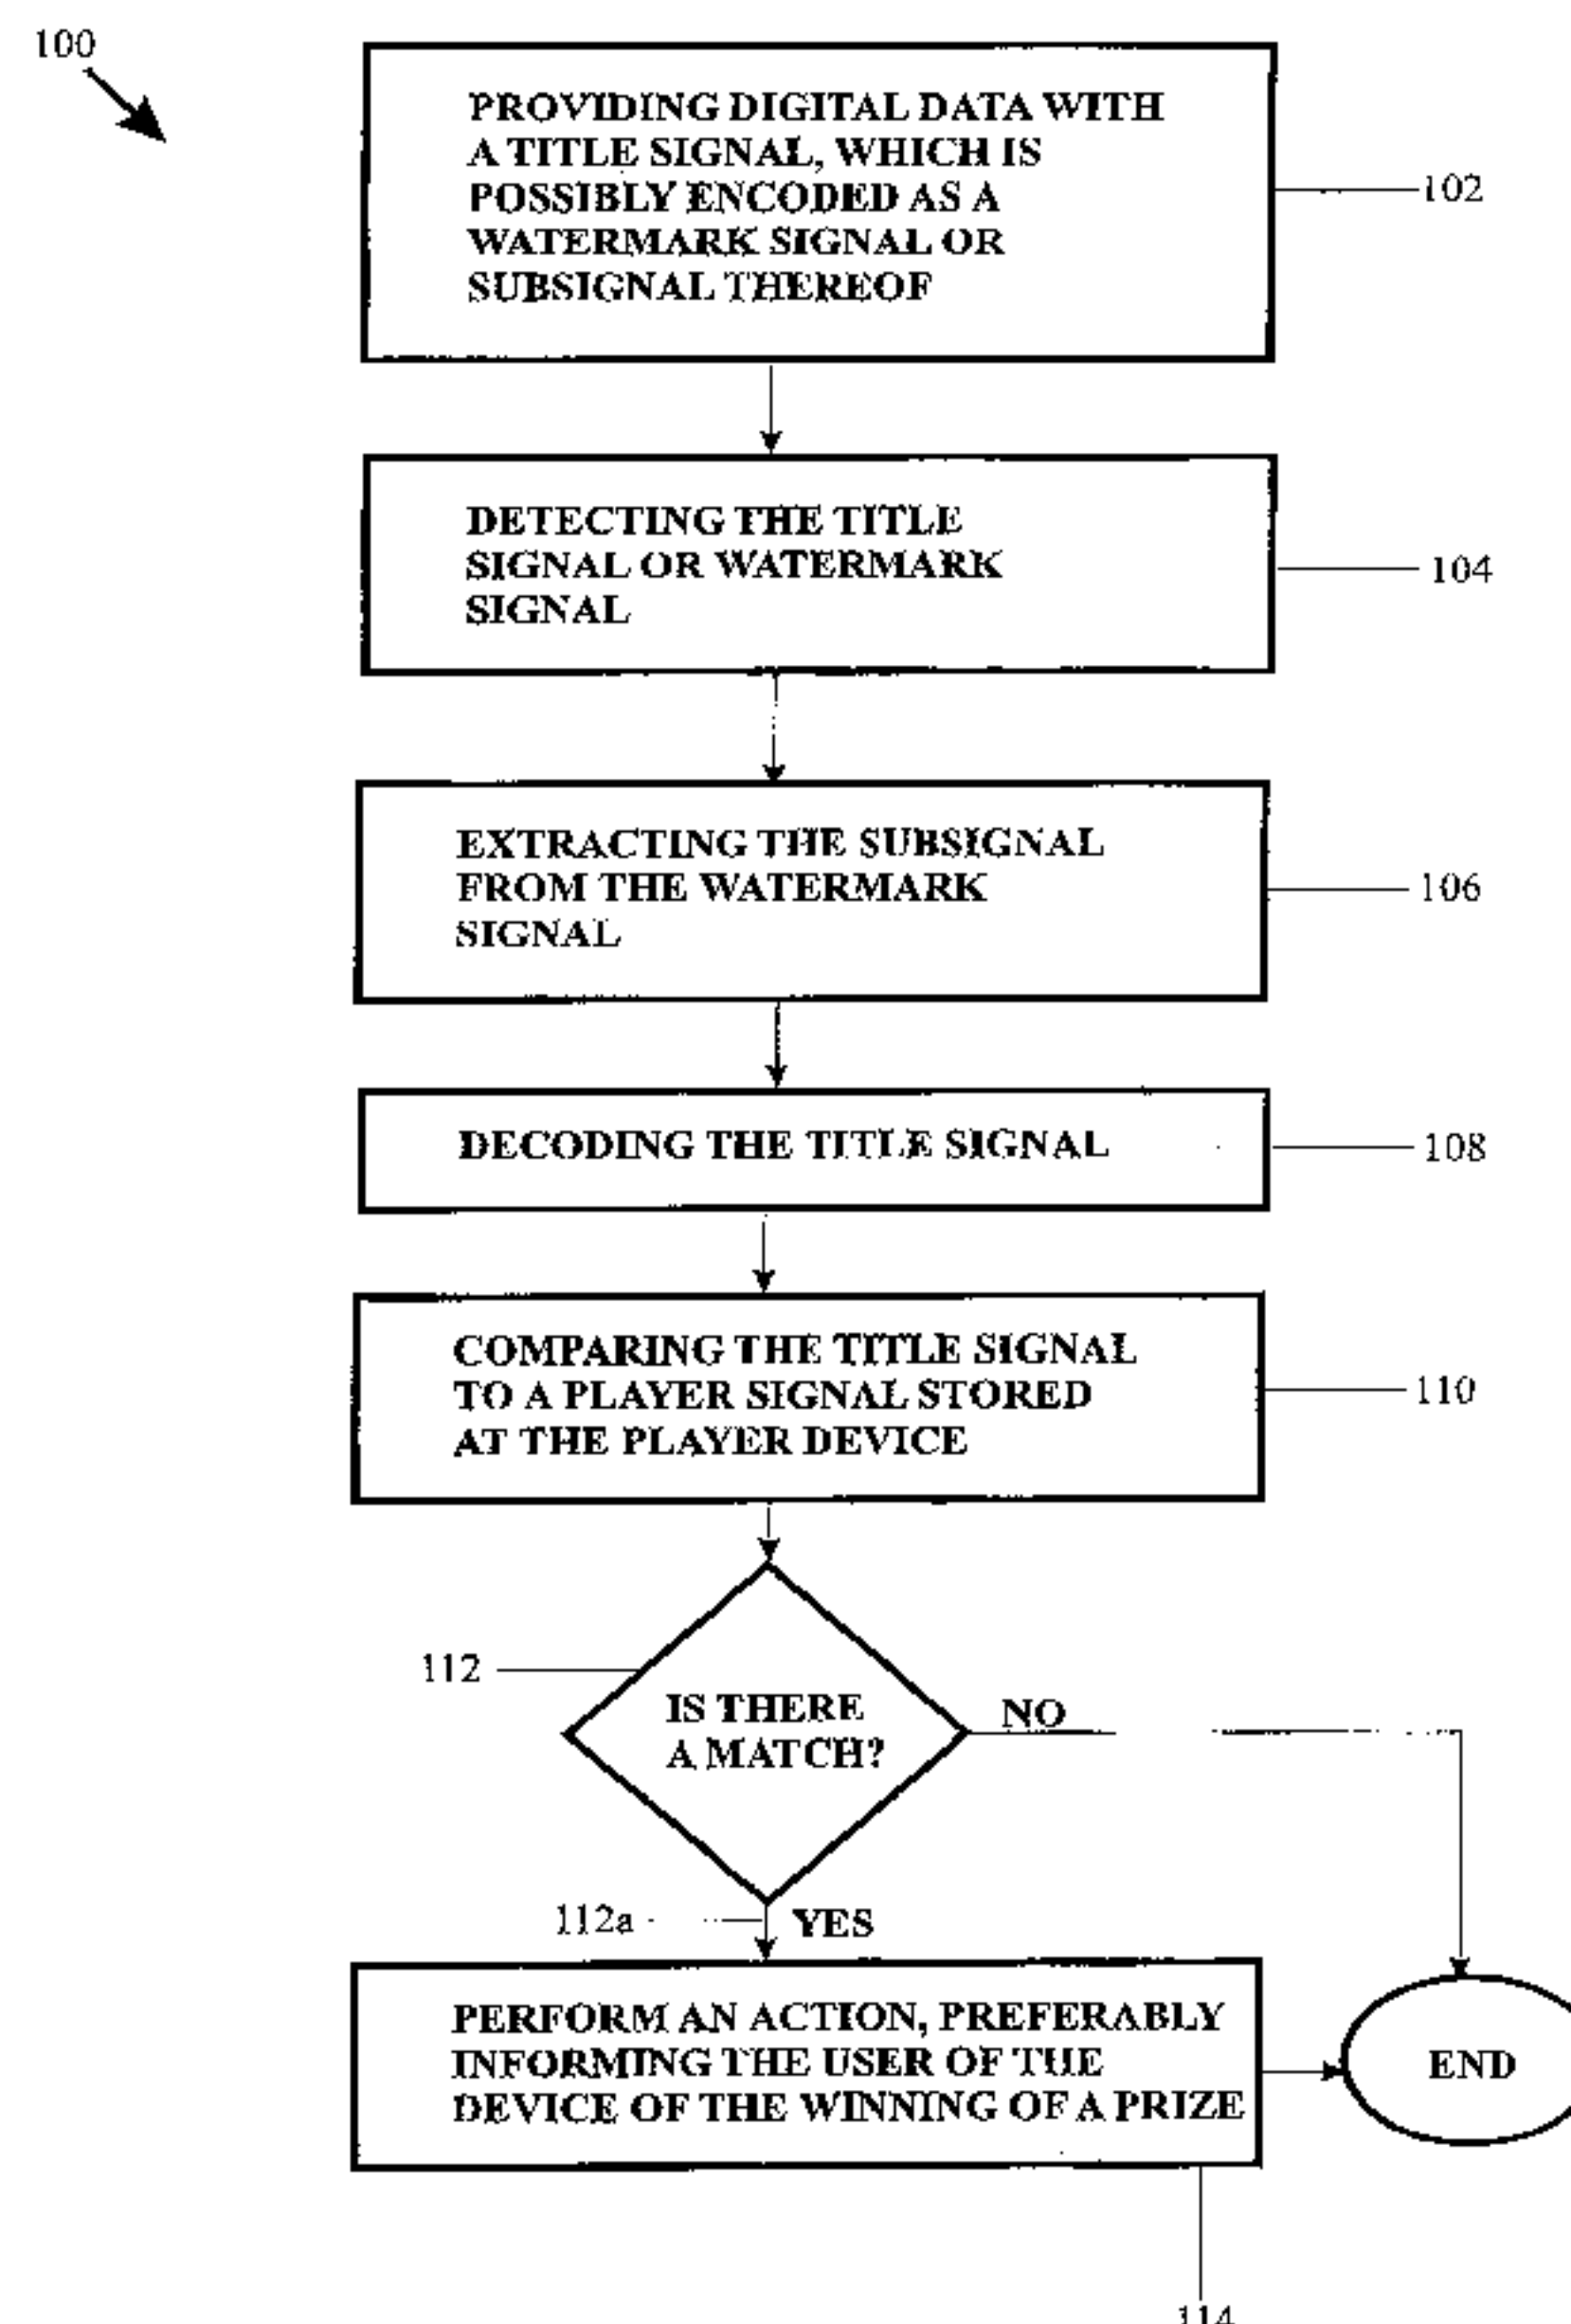 100
PROVIDING DIGITAL DATA WITH
A TITLE SIGNAL, WHICH IS
POSSIBLY ENCODED AS A
WATERMARK SIGNAL OR
SUBSIGNAL THEREOF
102
DETECTING THE TITLE
SIGNAL OR WATERMARK
SIGNAL
104
EXTRACTING THE SUBSIGNAL
FROM THE WATERMARK
SIGNAL
106
DECODING THE TITLE SIGNAL
108
COMPARING THE TITLE SIGNAL
TO A PLAYER SIGNAL STORED
AT THE PLAYER DEVICE
110
112
IS THERE
A MATCH?
NO
112a
YES
PERFORM AN ACTION, PREFERABLY
INFORMING THE USER OF THE
DEVICE OF THE WINNING OF A PRIZE
END
114